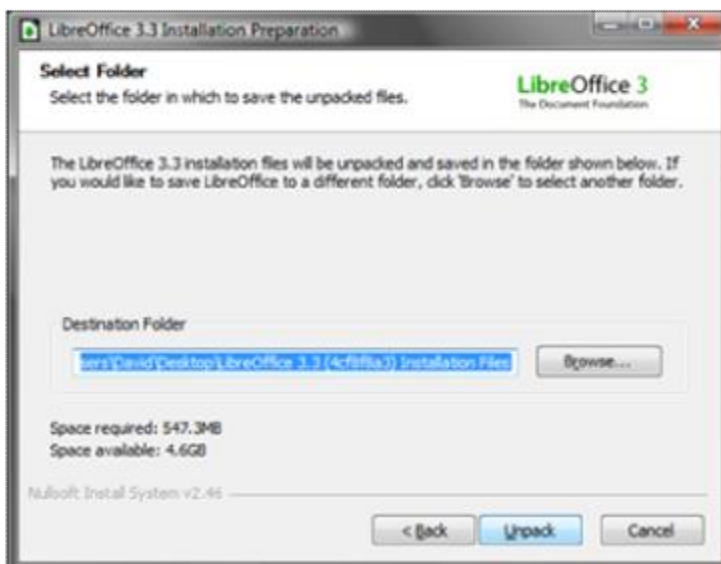 LibreOffice 3.3 Installation Preparation
Select Folder
Select the folder in which to save the unpacked files.
LibreOffice 3
The Document Foundation
The LibreOffice 3.3 installation files will be unpacked and saved in the folder shown below. If
you would like to save LibreOffice to a different folder, click 'Browse' to select another folder.
Destination Folder
sers\David\Desktop\LibreOffice 3.3 (4cf8f8a3) Installation Files
Browse...
Space required: 547.3MB
Space available: 4.6GB
Nullsoft Install System v2.46
< Back
Unpack
Cancel